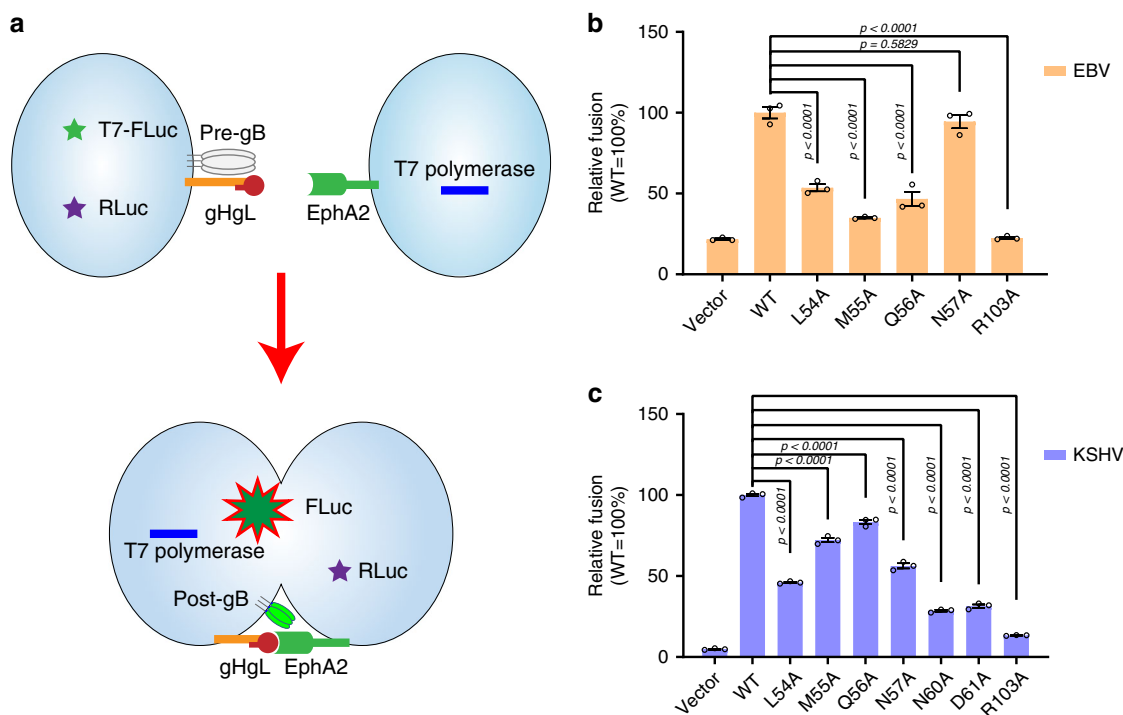 a
T7-FLuc
Pre-gB
RLuc
gHgL
EphA2
T7 polymerase
FLuc
T7 polymerase
RLuc
Post-gB
gHgL
EphA2
b
Relative fusion
(WT=100%)
150
100
50
0
p < 0.0001
p = 0.5829
p < 0.0001
p < 0.0001
p < 0.0001
EBV
Vector
WT
L54A
M55A
Q56A
N57A
R103A
c
Relative fusion
(WT=100%)
150
100
50
0
p < 0.0001
p < 0.0001
p < 0.0001
p < 0.0001
p < 0.0001
p < 0.0001
p < 0.0001
KSHV
Vector
WT
L54A
M55A
Q56A
N57A
N60A
D61A
R103A